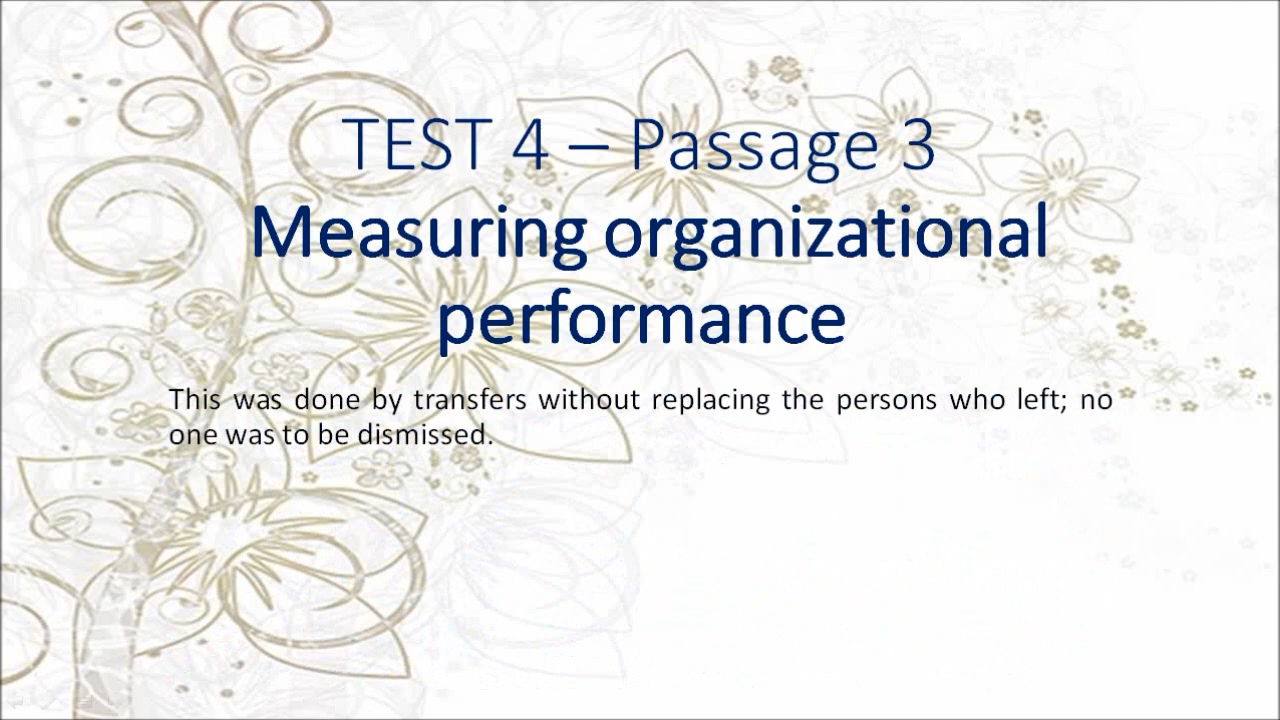 TEST 4 – Passage 3
Measuring organizational
performance
This was done by transfers without replacing the persons who left; no
one was to be dismissed.